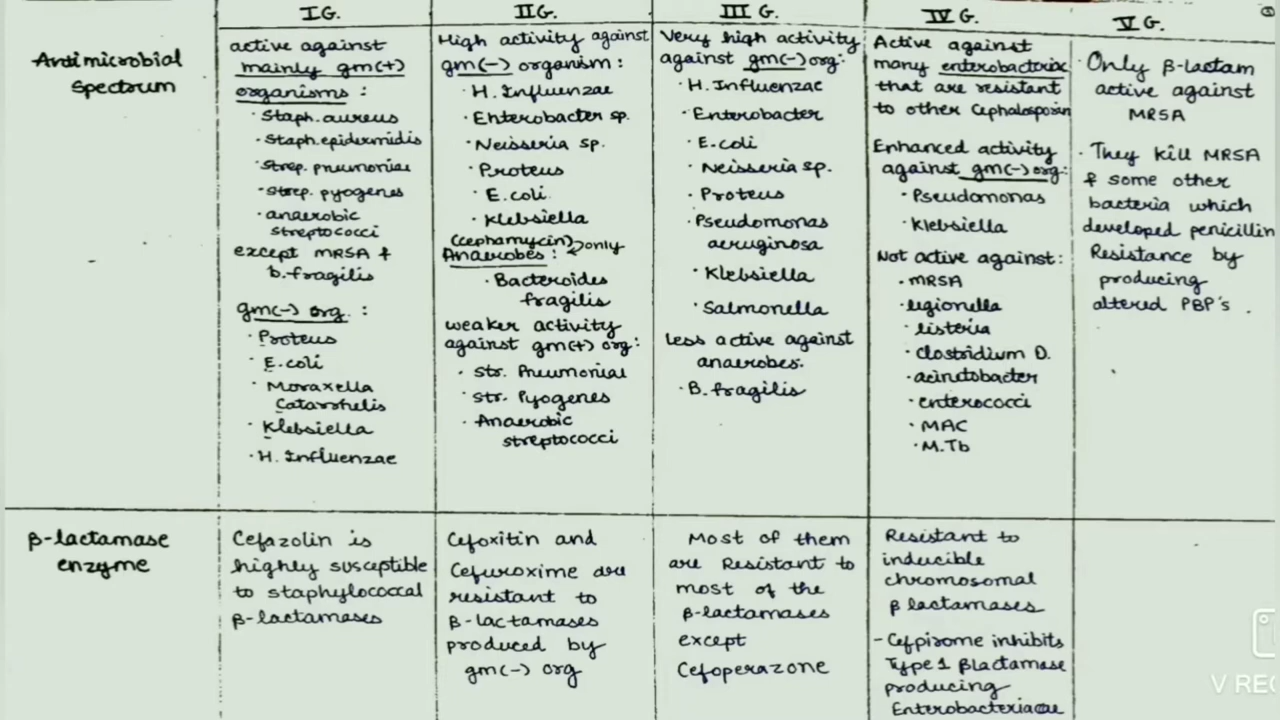 I G.
II G.
III G.
IV G.
V G.
Antimicrobial
Spectrum
active against
mainly gm(+)
organisms :
· Staph. aureus
· Staph. epidermidis
· Strep. pneumoniae
· Strep. pyogenes
· anaerobic
streptococci
except MRSA &
b. fragilis
gm(-) org. :
· Proteus
· E. coli
· Moraxella
Catarrhelis
· Klebsiella
· H. Influenzae
High activity against
gm(-) organism :
· H. Influenzae
· Enterobacter sp.
· Neisseria sp.
· Proteus
· E. coli
· Klebsiella
(cephamycin) only
Anaerobes :
· Bacteroides
fragilis
weaker activity
against gm(+) org:
· str. Pneumoniae
· str. Pyogenes
· Anaerobic
streptococci
Very high activity
against gm(-) org:
· H. Influenzae
· Enterobacter
· E. coli
· Neisseria sp.
· Proteus
· Pseudomonas
aeruginosa
· Klebsiella
· Salmonella
less active against
anaerobes.
· B. fragilis
Active against
many enterobacteria
that are resistant
to other Cephalosporin
Enhanced activity
against gm(-) org:
· Pseudomonas
· Klebsiella
Not active against:
· MRSA
· legionella
· listeria
· Clostridium D.
· acinetobacter
· enterococci
· MAC
· M.Tb
· Only β-lactam
active against
MRSA
· They kill MRSA
& some other
bacteria which
developed penicillin
Resistance by
producing
altered PBP's .
β-lactamase
enzyme
Cefazolin is
highly susceptible
to staphylococcal
β-lactamases
Cefoxitin and
Cefuroxime are
resistant to
β-lactamases
produced by
gm(-) org
Most of them
are Resistant to
most of the
β-lactamases
except
Cefoperazone
Resistant to
inducible
chromosomal
β lactamases
- Cefpirome inhibits
Type 1 βlactamase
producing
Enterobacteriaceae
V REC